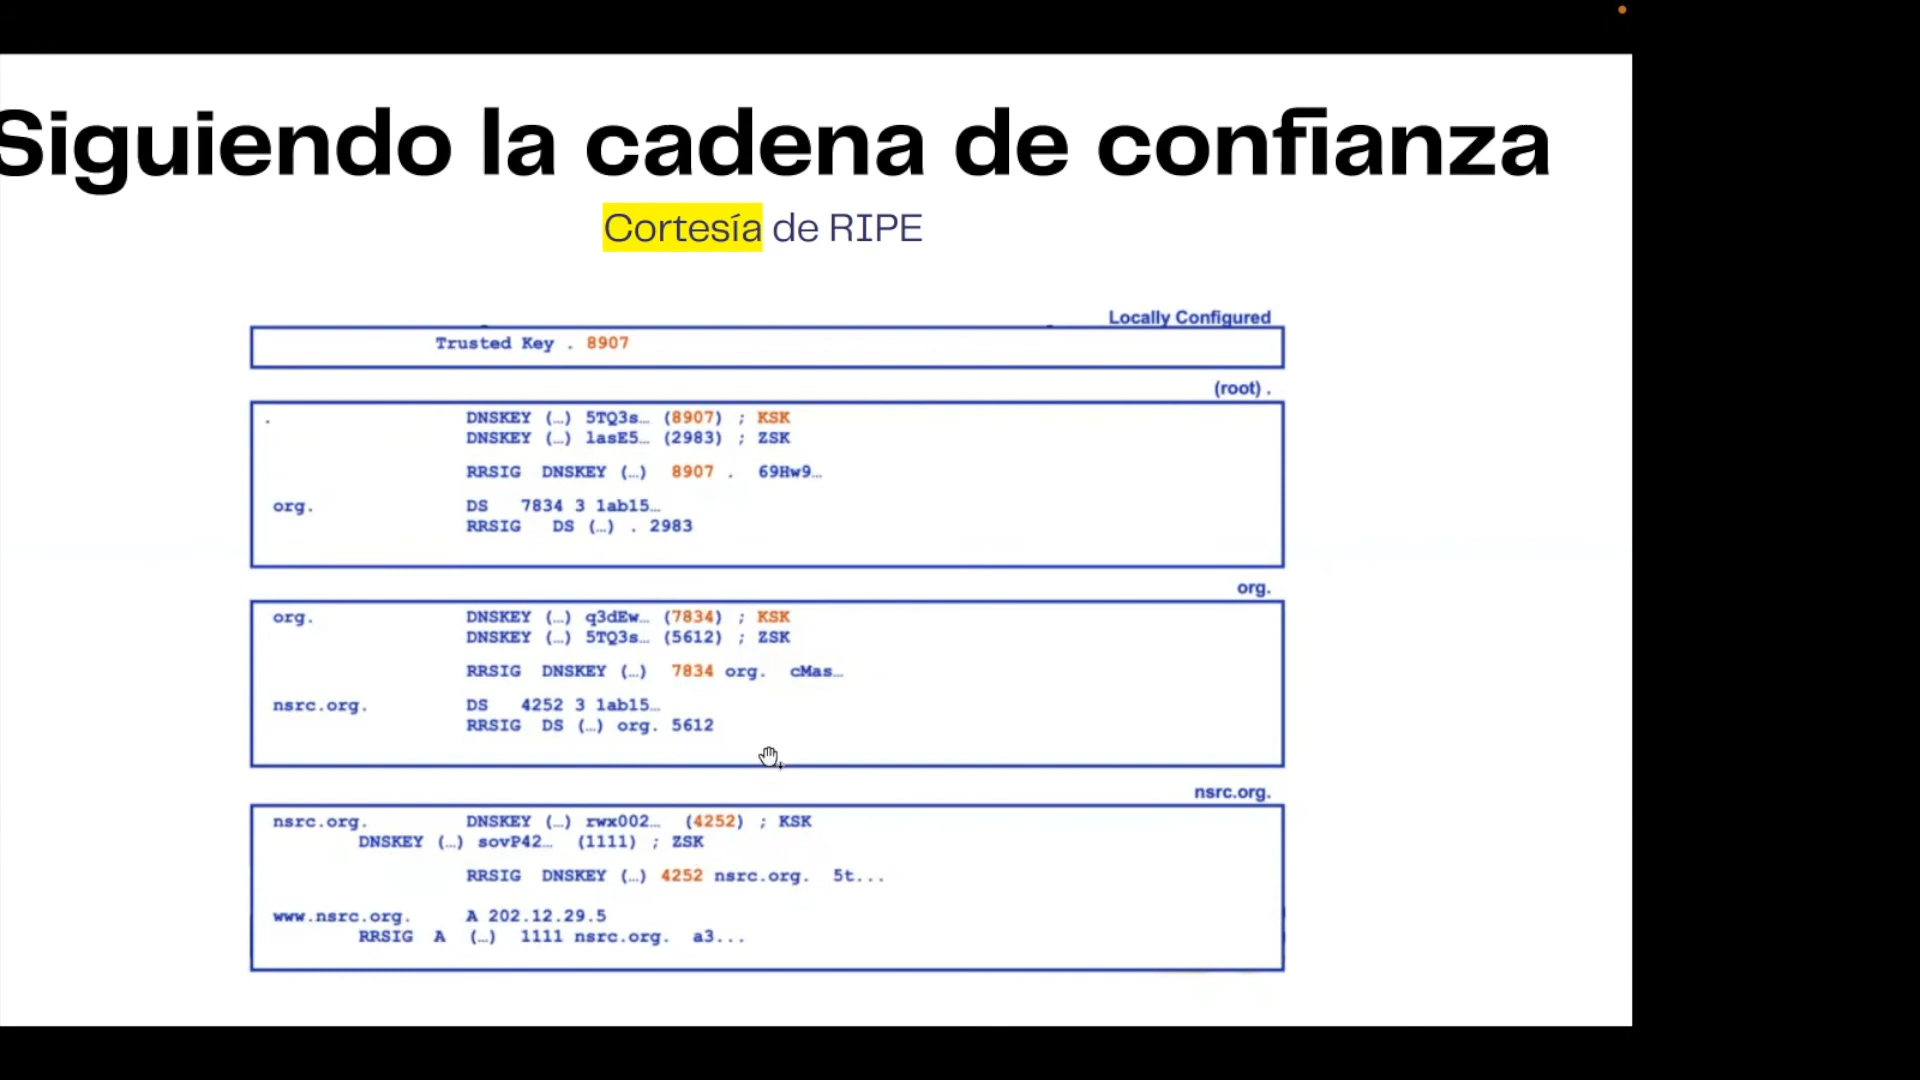 Siguiendo la cadena de confianza
Cortesía de RIPE
Locally Configured
Trusted Key . 8907
(root) .
. DNSKEY (…) 5TQ3s… (8907) ; KSK
DNSKEY (…) lasE5… (2983) ; ZSK
RRSIG DNSKEY (…) 8907 . 69Hw9…
org. DS 7834 3 1ab15…
RRSIG DS (…) . 2983
org.
org. DNSKEY (…) q3dEw… (7834) ; KSK
DNSKEY (…) 5TQ3s… (5612) ; ZSK
RRSIG DNSKEY (…) 7834 org. cMas…
nsrc.org. DS 4252 3 1ab15…
RRSIG DS (…) org. 5612
nsrc.org.
nsrc.org. DNSKEY (…) rwx002… (4252) ; KSK
DNSKEY (…) sovP42… (1111) ; ZSK
RRSIG DNSKEY (…) 4252 nsrc.org. 5t...
www.nsrc.org. A 202.12.29.5
RRSIG A (…) 1111 nsrc.org. a3...